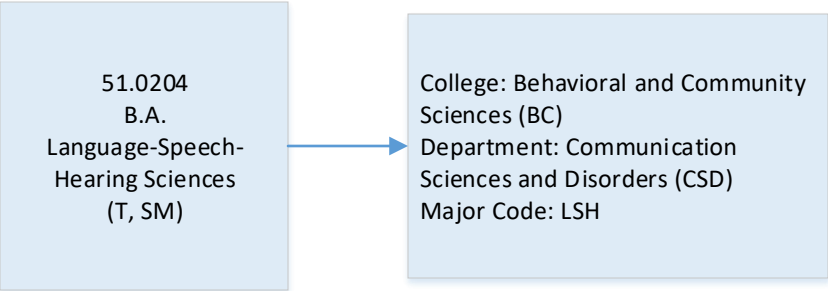 51.0204
B.A.
Language-Speech-
Hearing Sciences
(T, SM)
College: Behavioral and Community
Sciences (BC)
Department: Communication
Sciences and Disorders (CSD)
Major Code: LSH